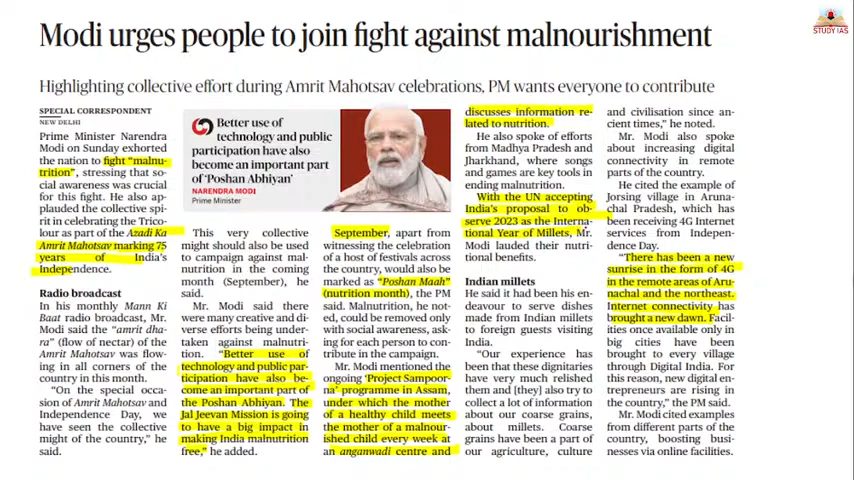 Modi urges people to join fight against malnourishment
STUDY IAS
Highlighting collective effort during Amrit Mahotsav celebrations, PM wants everyone to contribute
SPECIAL CORRESPONDENT
NEW DELHI
Prime Minister Narendra
Modi on Sunday exhorted
the nation to fight “malnu-
trition”, stressing that so-
cial awareness was crucial
for this fight. He also ap-
plauded the collective spi-
rit in celebrating the Trico-
lour as part of the Azadi Ka
Amrit Mahotsav marking 75
years of India's
Independence.
Radio broadcast
In his monthly Mann Ki
Baat radio broadcast, Mr.
Modi said the “amrit dha-
ra” (flow of nectar) of the
Amrit Mahotsav was flow-
ing in all corners of the
country in this month.
“On the special occa-
sion of Amrit Mahotsav and
Independence Day, we
have seen the collective
might of the country,” he
said.
Better use of
technology and public
participation have also
become an important part
of ‘Poshan Abhiyan’
NARENDRA MODI
Prime Minister
This very collective
might should also be used
to campaign against mal-
nutrition in the coming
month (September), he
said.
Mr. Modi said there
were many creative and di-
verse efforts being under-
taken against malnutri-
tion. “Better use of
technology and public par-
ticipation have also be-
come an important part of
the Poshan Abhiyan. The
Jal Jeevan Mission is going
to have a big impact in
making India malnutrition
free,” he added.
September, apart from
witnessing the celebration
of a host of festivals across
the country, would also be
marked as “Poshan Maah”
(nutrition month), the PM
said. Malnutrition, he not-
ed, could be removed only
with social awareness, ask-
ing for each person to con-
tribute in the campaign.
Mr. Modi mentioned the
ongoing ‘Project Sampoor-
na’ programme in Assam,
under which the mother
of a healthy child meets
the mother of a malnour-
ished child every week at
an anganwadi centre and
discusses information re-
lated to nutrition.
He also spoke of efforts
from Madhya Pradesh and
Jharkhand, where songs
and games are key tools in
ending malnutrition.
With the UN accepting
India's proposal to ob-
serve 2023 as the Interna-
tional Year of Millets, Mr.
Modi lauded their nutri-
tional benefits.
Indian millets
He said it had been his en-
deavour to serve dishes
made from Indian millets
to foreign guests visiting
India.
“Our experience has
been that these dignitaries
have very much relished
them and [they] also try to
collect a lot of information
about our coarse grains,
about millets. Coarse
grains have been a part of
our agriculture, culture
and civilisation since an-
cient times,” he noted.
Mr. Modi also spoke
about increasing digital
connectivity in remote
parts of the country.
He cited the example of
Jorsing village in Aruna-
chal Pradesh, which has
been receiving 4G Internet
services from Indepen-
dence Day.
“There has been a new
sunrise in the form of 4G
in the remote areas of Aru-
nachal and the northeast.
Internet connectivity has
brought a new dawn. Facil-
ities once available only in
big cities have been
brought to every village
through Digital India. For
this reason, new digital en-
trepreneurs are rising in
the country,” the PM said.
Mr. Modi cited examples
from different parts of the
country, boosting busi-
nesses via online facilities.